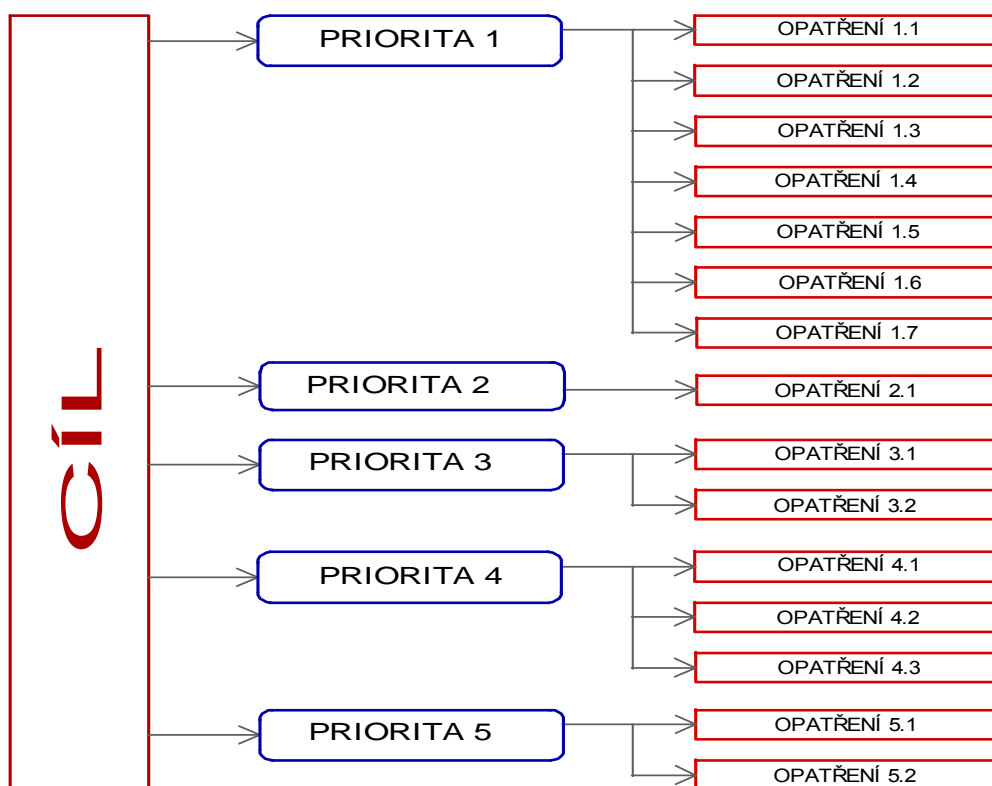 CÍL
PRIORITA 1
OPATŘENÍ 1.1
OPATŘENÍ 1.2
OPATŘENÍ 1.3
OPATŘENÍ 1.4
OPATŘENÍ 1.5
OPATŘENÍ 1.6
OPATŘENÍ 1.7
PRIORITA 2
OPATŘENÍ 2.1
PRIORITA 3
OPATŘENÍ 3.1
OPATŘENÍ 3.2
PRIORITA 4
OPATŘENÍ 4.1
OPATŘENÍ 4.2
OPATŘENÍ 4.3
PRIORITA 5
OPATŘENÍ 5.1
OPATŘENÍ 5.2